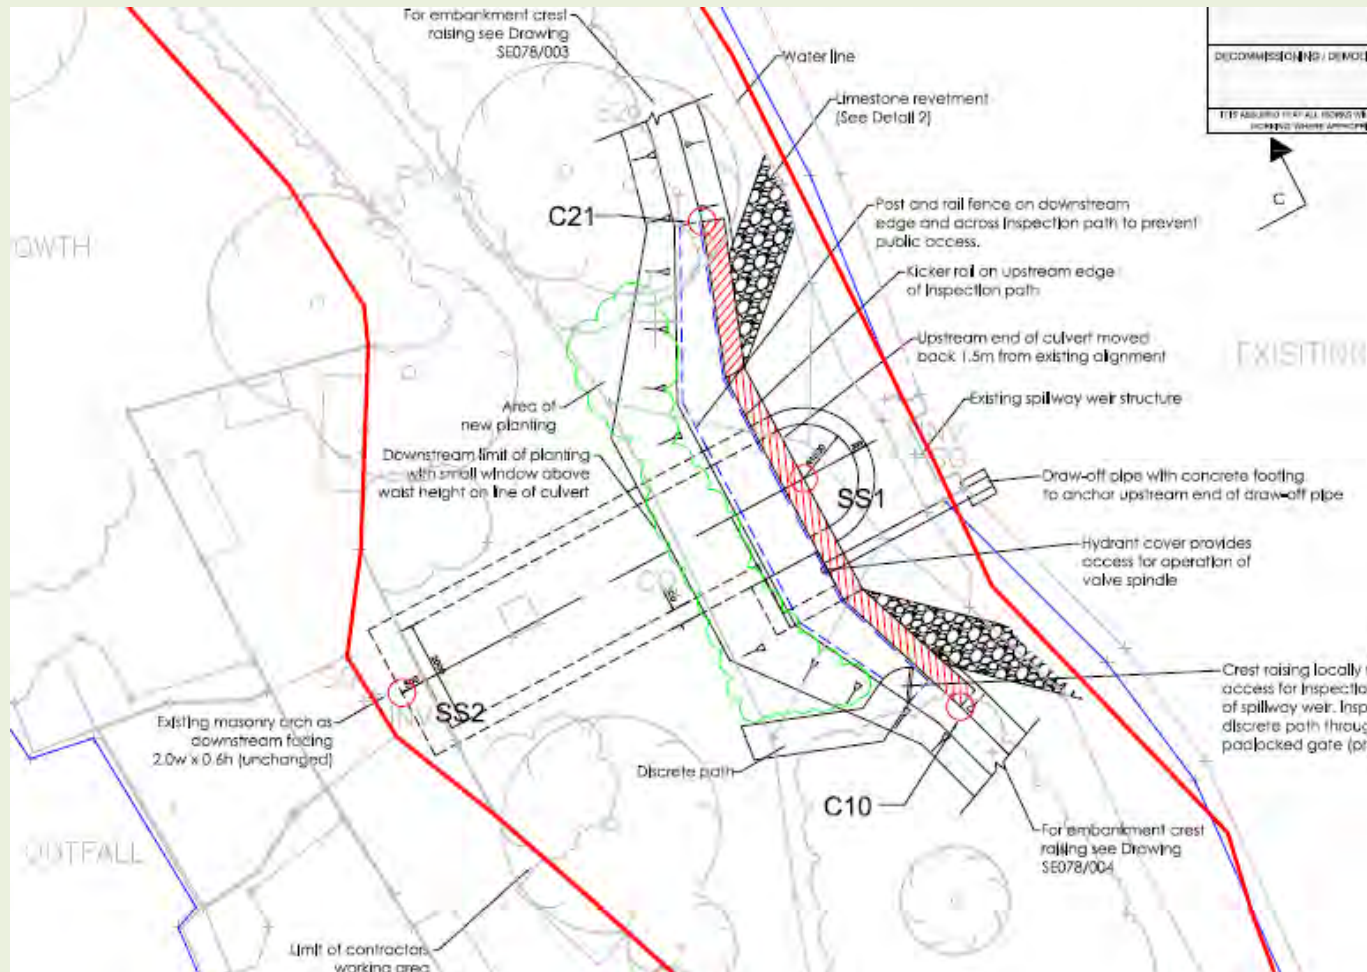 For embankment crest
raising see Drawing
SE078/003
Water line
Limestone revetment
(See Detail 2)
C21
Post and rail fence on downstream
edge and across inspection path to prevent
public access.
Kicker rail on upstream edge
of inspection path
Upstream end of culvert moved
back 1.5m from existing alignment
EXISITING
Area of
new planting
Existing spillway weir structure
Downstream limit of planting
with small window above
waist height on line of culvert
Draw-off pipe with concrete footing
to anchor upstream end of draw-off pipe
SS1
Hydrant cover provides
access for operation of
valve spindle
Crest raising locally
access for inspectio
of spillway weir. Insp
discrete path throug
padlocked gate (pr
SS2
Existing masonry arch as
downstream facing
2.0w x 0.6h (unchanged)
Discrete path
C10
For embankment crest
raising see Drawing
SE078/004
OUTFALL
Limit of contractors
working area
C
OWTH